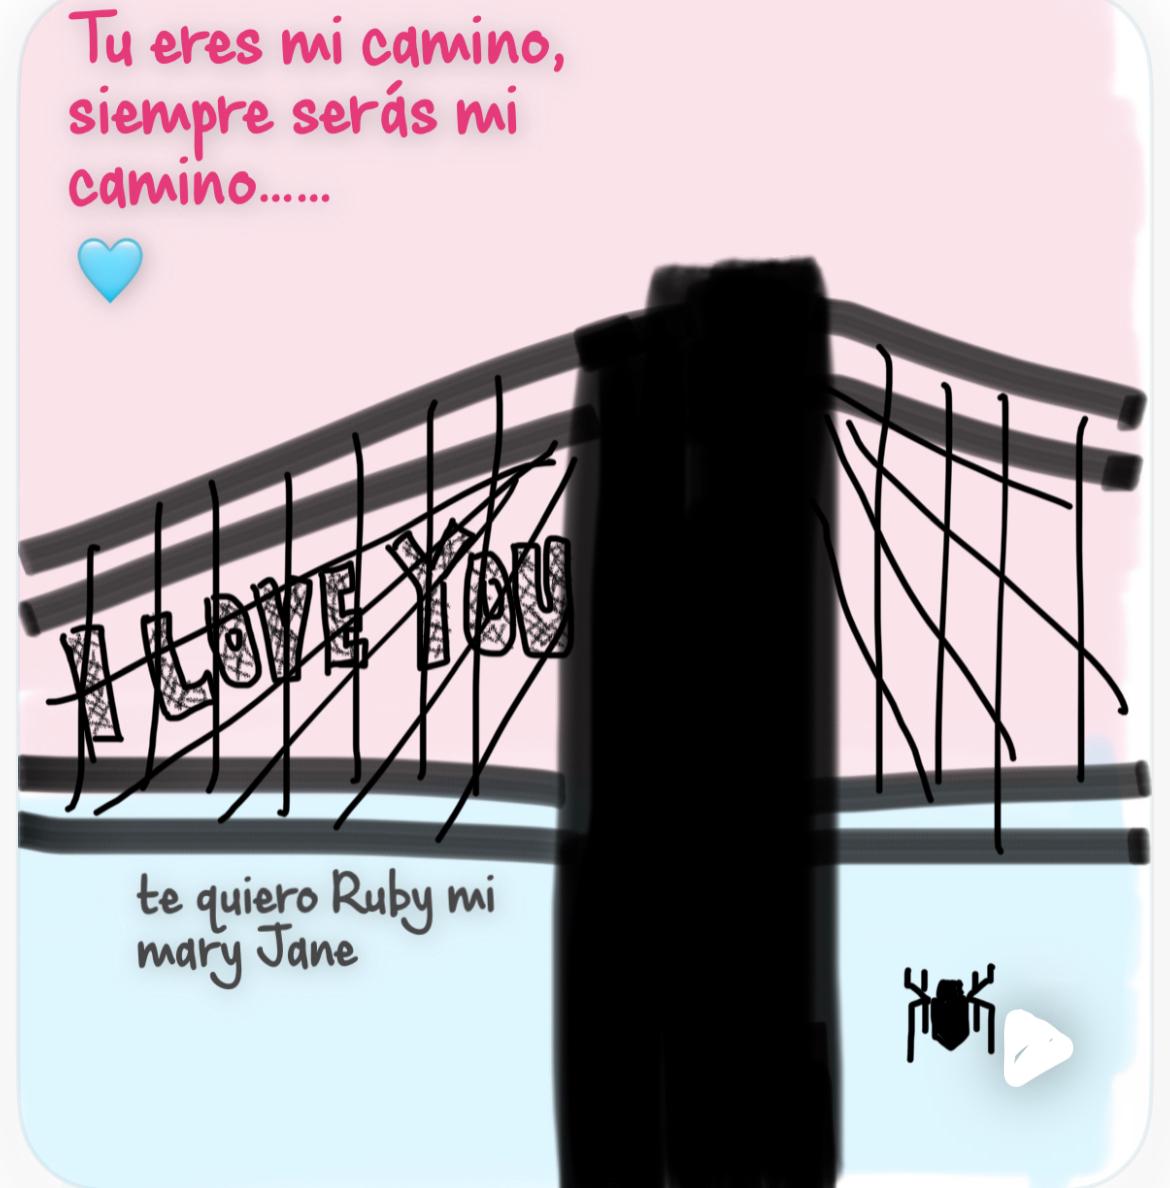 Tu eres mi camino,
siempre serás mi
camino......
I LOVE YOU
te quiero Ruby mi
mary Jane